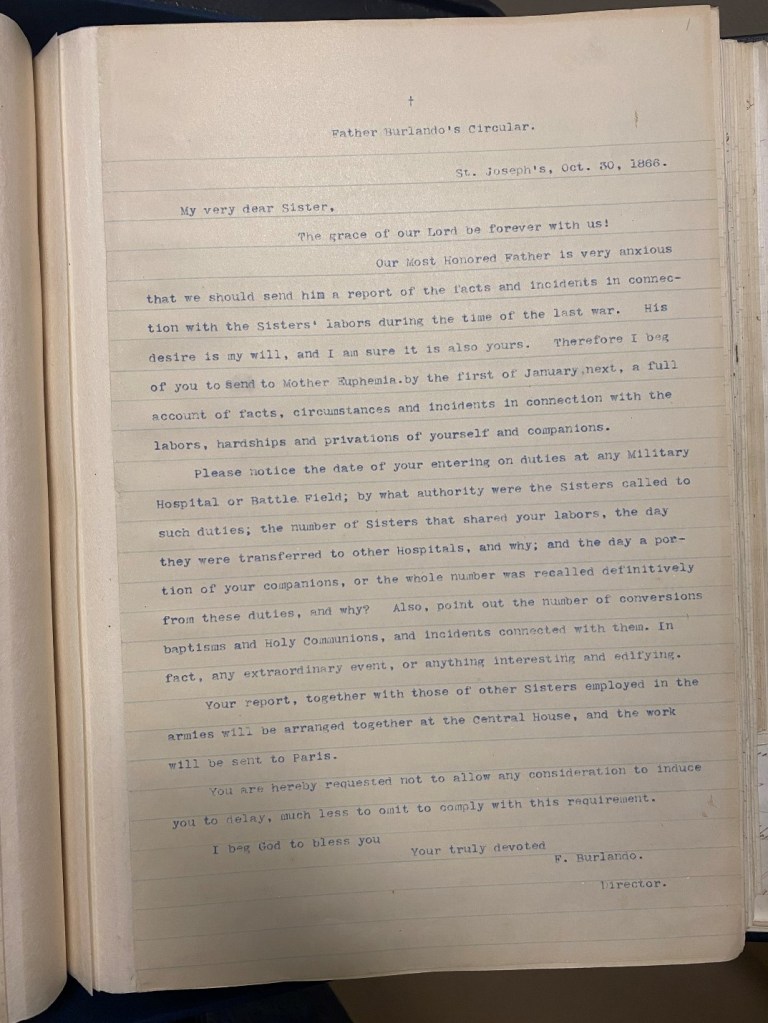 1
†
Father Burlando's Circular.
St. Joseph's, Oct. 30, 1866.
My very dear Sister,
The grace of our Lord be forever with us!
Our Most Honored Father is very anxious
that we should send him a report of the facts and incidents in connec-
tion with the Sisters' labors during the time of the last war. His
desire is my will, and I am sure it is also yours. Therefore I beg
of you to send to Mother Euphemia.by the first of January next, a full
account of facts, circumstances and incidents in connection with the
labors, hardships and privations of yourself and companions.
Please notice the date of your entering on duties at any Military
Hospital or Battle Field; by what authority were the Sisters called to
such duties; the number of Sisters that shared your labors, the day
they were transferred to other Hospitals, and why; and the day a por-
tion of your companions, or the whole number was recalled definitively
from these duties, and why? Also, point out the number of conversions
baptisms and Holy Communions, and incidents connected with them. In
fact, any extraordinary event, or anything interesting and edifying.
Your report, together with those of other Sisters employed in the
armies will be arranged together at the Central House, and the work
will be sent to Paris.
You are hereby requested not to allow any consideration to induce
you to delay, much less to omit to comply with this requirement.
I beg God to bless you
Your truly devoted
F. Burlando.
Director.